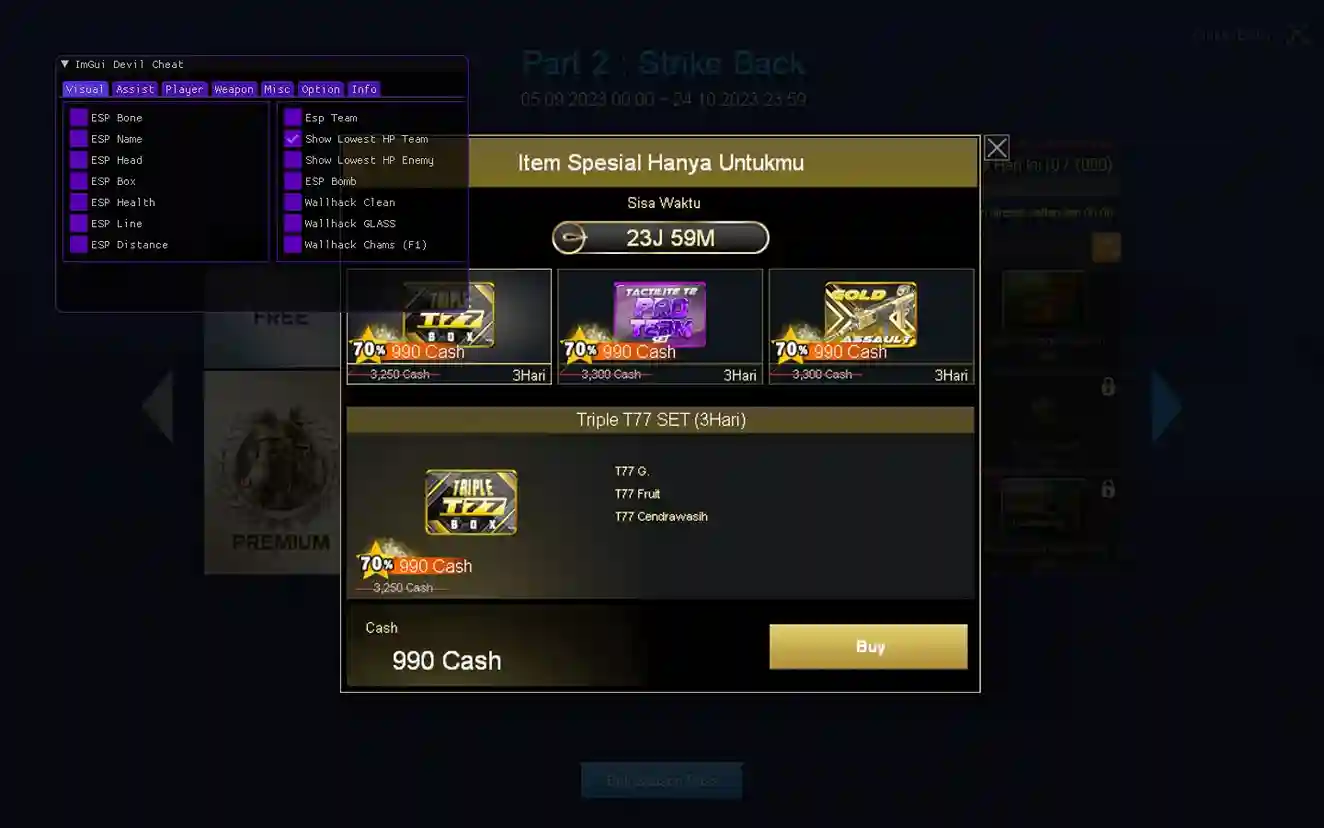 ImGui Devil Cheat
Visual Assist Player Weapon Misc Option Info
ESP Bone
ESP Name
ESP Head
ESP Box
ESP Health
ESP Line
ESP Distance
Esp Team
Show Lowest HP Team
Show Lowest HP Enemy
ESP Bomb
Wallhack Clean
Wallhack GLASS
Wallhack Chams (F1)
Part 2 : Strike Back
05.09.2023 00:00 ~ 24.10.2023 23:59
Item Spesial Hanya Untukmu
Sisa Waktu
23J 59M
TRIPLE
T77
BOX
70% 990 Cash
3,250 Cash 3Hari
PRO
TEAM
70% 990 Cash
3,300 Cash 3Hari
GOLD
ASSAULT
70% 990 Cash
3,300 Cash 3Hari
FREE
PREMIUM
Triple T77 SET (3Hari)
TRIPLE
T77
BOX
70% 990 Cash
3,250 Cash
T77 G.
T77 Fruit
T77 Cendrawasih
Cash
990 Cash
Buy